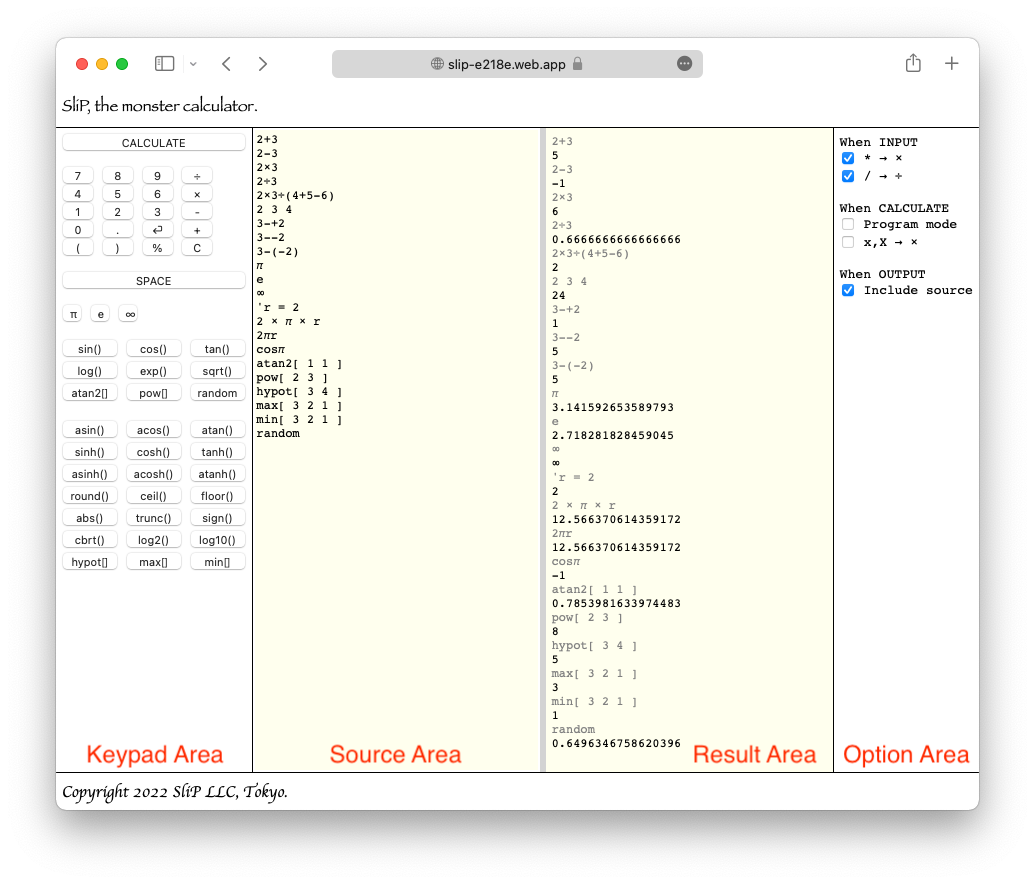 slip-e218e.web.app
SliP, the monster calculator.
CALCULATE
7 8 9 ÷
4 5 6 ×
1 2 3 -
0 . ⏎ +
( ) % C
SPACE
π e ∞
sin() cos() tan()
log() exp() sqrt()
atan2[] pow[] random
asin() acos() atan()
sinh() cosh() tanh()
asinh() acosh() atanh()
round() ceil() floor()
abs() trunc() sign()
cbrt() log2() log10()
hypot[] max[] min[]
Keypad Area
2+3
2-3
2×3
2÷3
2×3÷(4+5-6)
2 3 4
3-+2
3--2
3-(-2)
π
e
∞
'r = 2
2 × π × r
2πr
cosπ
atan2[ 1 1 ]
pow[ 2 3 ]
hypot[ 3 4 ]
max[ 3 2 1 ]
min[ 3 2 1 ]
random
Source Area
2+3
5
2-3
-1
2×3
6
2÷3
0.6666666666666666
2×3÷(4+5-6)
2
2 3 4
24
3-+2
1
3--2
5
3-(-2)
5
π
3.141592653589793
e
2.718281828459045
∞
∞
'r = 2
2
2 × π × r
12.566370614359172
2πr
12.566370614359172
cosπ
-1
atan2[ 1 1 ]
0.7853981633974483
pow[ 2 3 ]
8
hypot[ 3 4 ]
5
max[ 3 2 1 ]
3
min[ 3 2 1 ]
1
random
0.6496346758620396
Result Area
When INPUT
* → ×
/ → ÷
When CALCULATE
Program mode
x,X → ×
When OUTPUT
Include source
Option Area
Copyright 2022 SliP LLC, Tokyo.